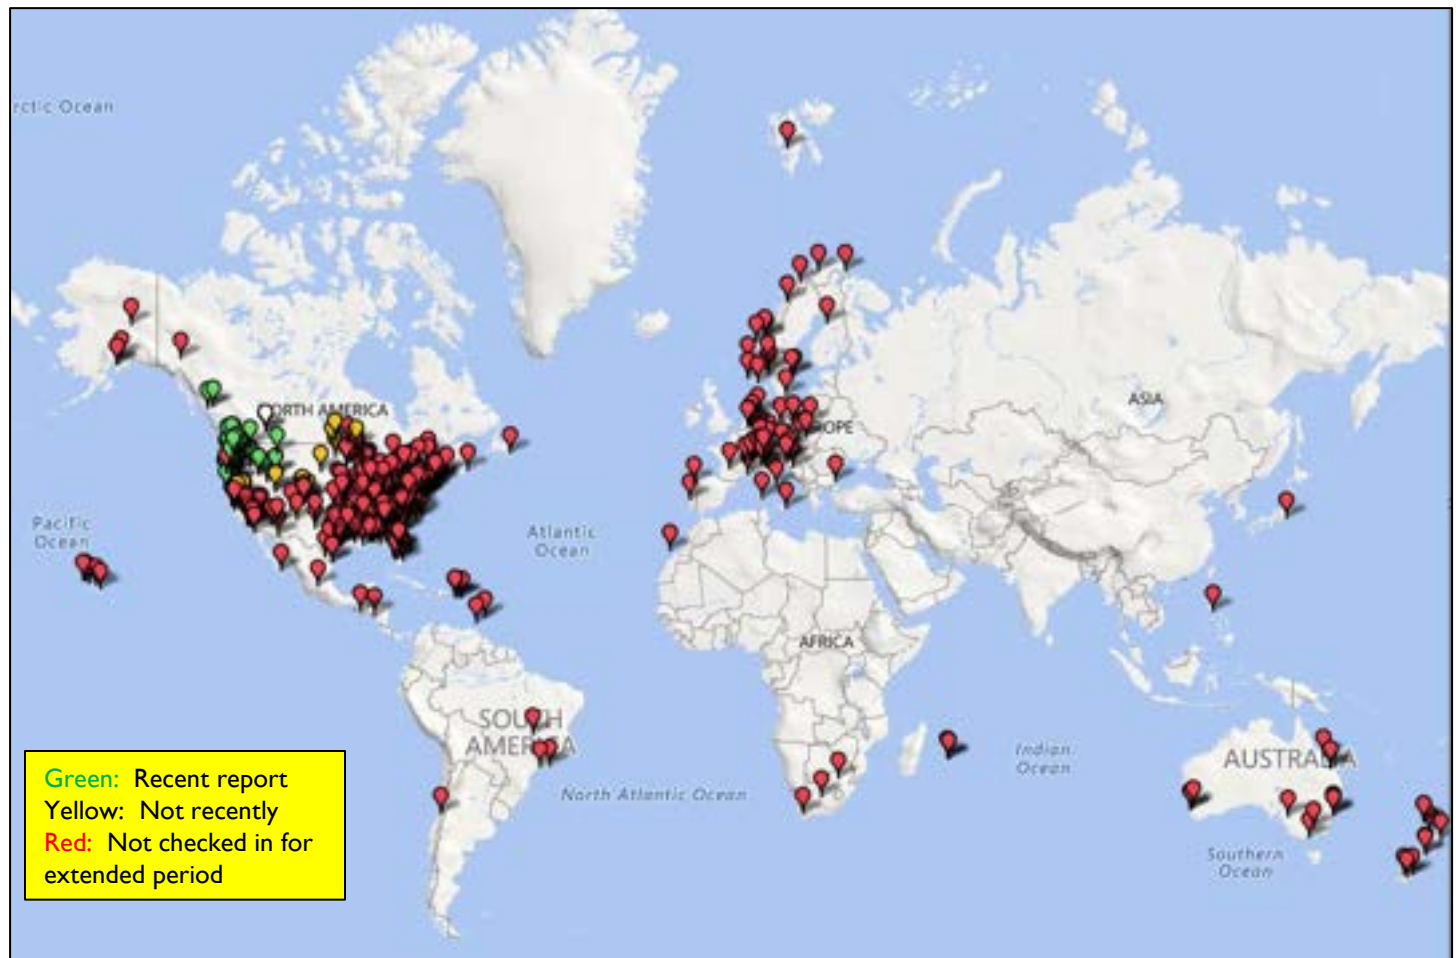 rctic Ocean
ORTH AMERICA
ASIA
OPE
Pacific
Ocean
Atlantic
Ocean
AFRICA
SOUTH
AMERICA
Indian
Ocean
AUSTRALIA
North Atlantic Ocean
Southern
Ocean
Green: Recent report
Yellow: Not recently
Red: Not checked in for
extended period